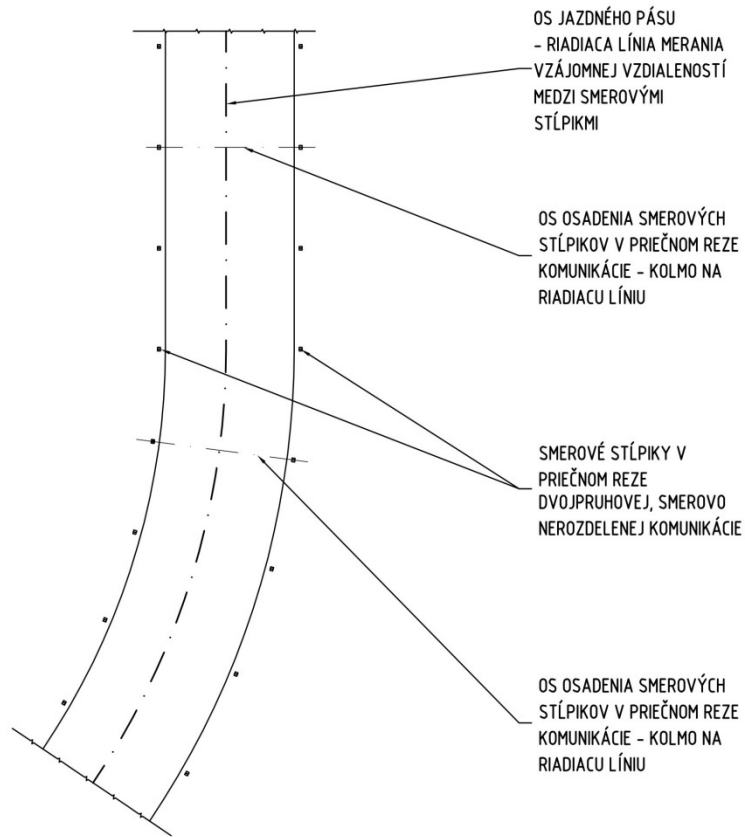 OS JAZDNÉHO PÁSU
- RIADIACA LÍNIA MERANIA
VZÁJOMNEJ VZDIALENOSTÍ
MEDZI SMEROVÝMI
STĹPIKMI
OS OSADENIA SMEROVÝCH
STĹPIKOV V PRIEČNOM REZE
KOMUNIKÁCIE - KOLMO NA
RIADIACU LÍNIU
SMEROVÉ STĹPIKY V
PRIEČNOM REZE
DVOJPRUHOVEJ, SMEROVO
NEROZDELENEJ KOMUNIKÁCIE
OS OSADENIA SMEROVÝCH
STĹPIKOV V PRIEČNOM REZE
KOMUNIKÁCIE - KOLMO NA
RIADIACU LÍNIU